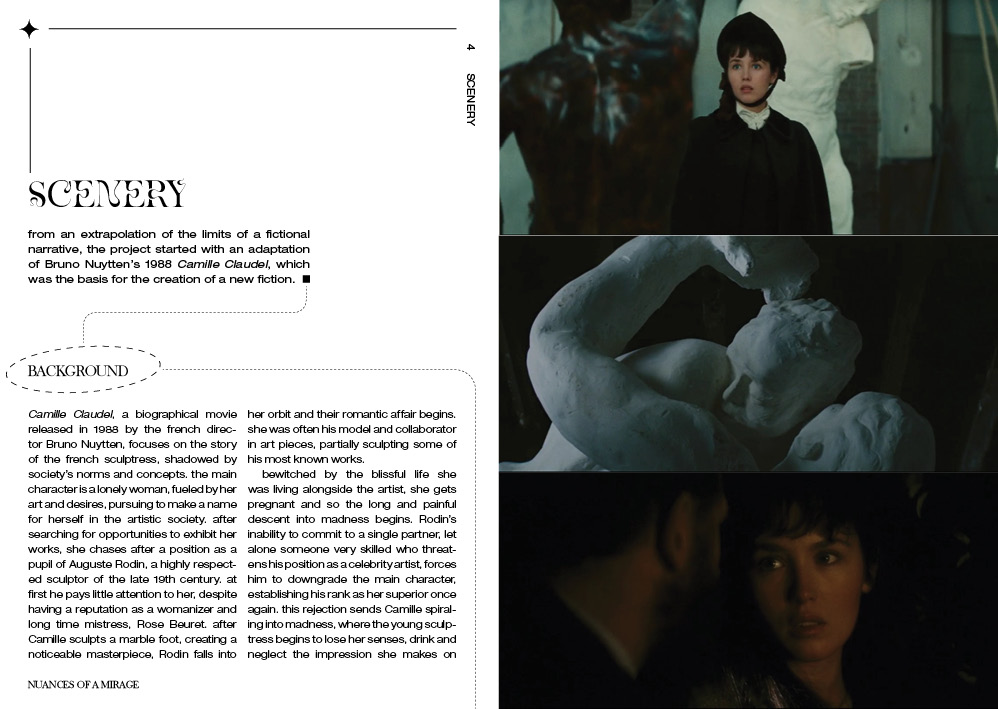 4 SCENERY
SCENERY
from an extrapolation of the limits of a fictional
narrative, the project started with an adaptation
of Bruno Nuytten's 1988 Camille Claudel, which
was the basis for the creation of a new fiction. ■
BACKGROUND
Camille Claudel, a biographical movie
released in 1988 by the french direc-
tor Bruno Nuytten, focuses on the story
of the french sculptress, shadowed by
society's norms and concepts. the main
character is a lonely woman, fueled by her
art and desires, pursuing to make a name
for herself in the artistic society. after
searching for opportunities to exhibit her
works, she chases after a position as a
pupil of Auguste Rodin, a highly respect-
ed sculptor of the late 19th century. at
first he pays little attention to her, despite
having a reputation as a womanizer and
long time mistress, Rose Beuret. after
Camille sculpts a marble foot, creating a
noticeable masterpiece, Rodin falls into
her orbit and their romantic affair begins.
she was often his model and collaborator
in art pieces, partially sculpting some of
his most known works.
bewitched by the blissful life she
was living alongside the artist, she gets
pregnant and so the long and painful
descent into madness begins. Rodin's
inability to commit to a single partner, let
alone someone very skilled who threat-
ens his position as a celebrity artist, forces
him to downgrade the main character,
establishing his rank as her superior once
again. this rejection sends Camille spiral-
ing into madness, where the young sculp-
tress begins to lose her senses, drink and
neglect the impression she makes on
NUANCES OF A MIRAGE